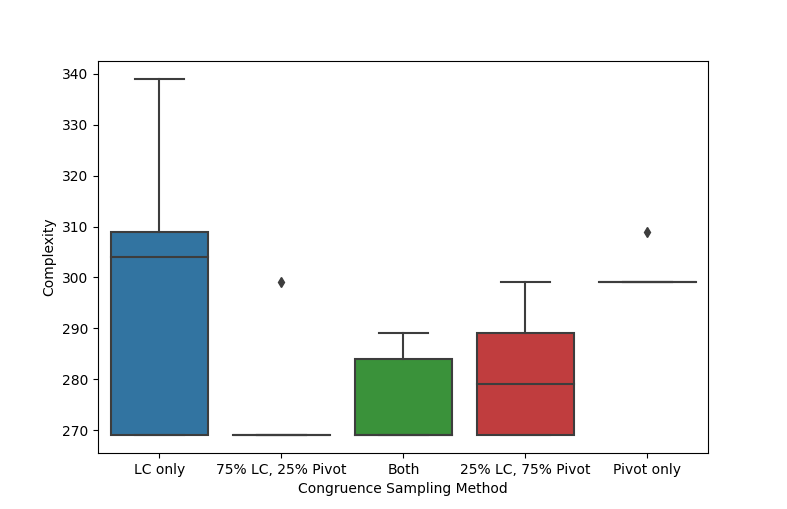 340
330
320
310
300
290
280
270
Complexity
LC only
75% LC, 25% Pivot
Both
25% LC, 75% Pivot
Pivot only
Congruence Sampling Method